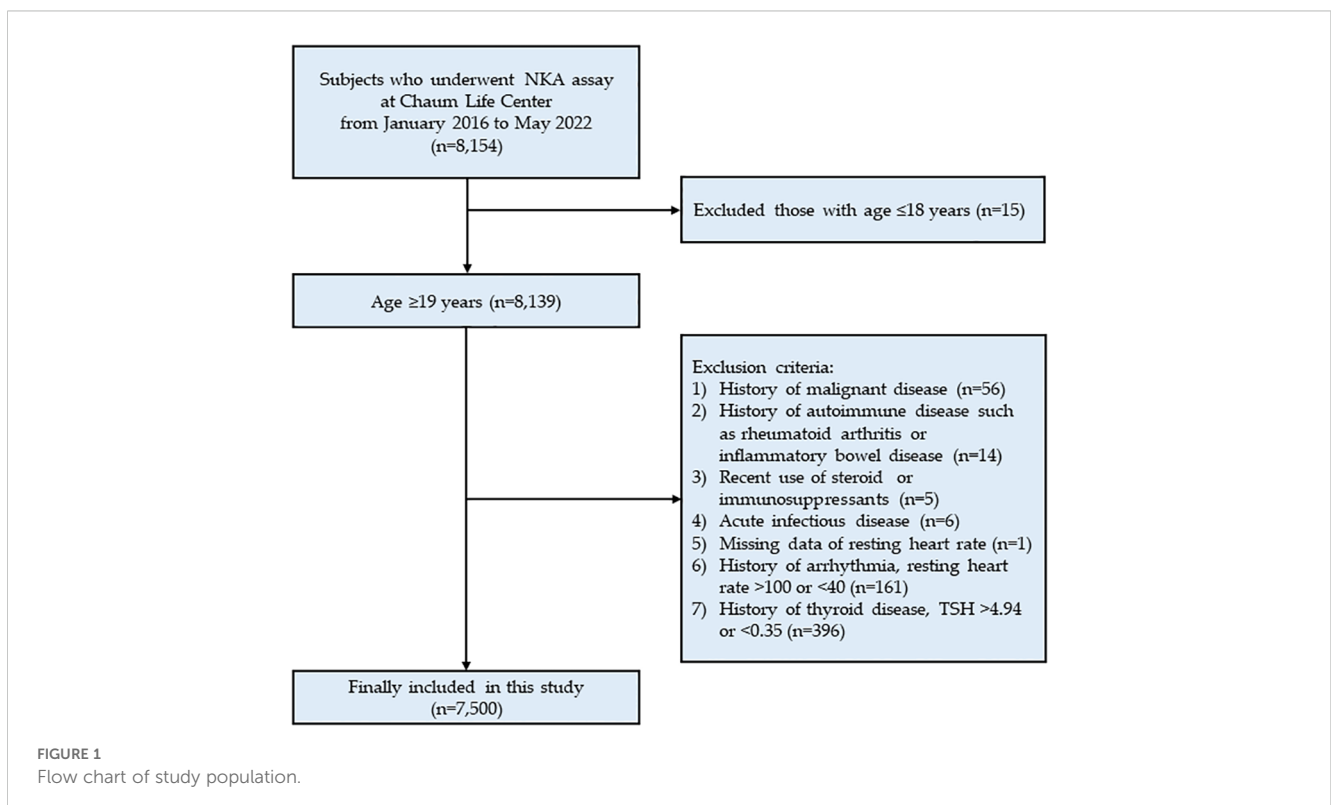 Subjects who underwent NKA assay
at Chaum Life Center
from January 2016 to May 2022
(n=8,154)
Excluded those with age ≤18 years (n=15)
Age ≥19 years (n=8,139)
Exclusion criteria:
1) History of malignant disease (n=56)
2) History of autoimmune disease such
as rheumatoid arthritis or
inflammatory bowel disease (n=14)
3) Recent use of steroid or
immunosuppressants (n=5)
4) Acute infectious disease (n=6)
5) Missing data of resting heart rate (n=1)
6) History of arrhythmia, resting heart
rate >100 or <40 (n=161)
7) History of thyroid disease, TSH >4.94
or <0.35 (n=396)
Finally included in this study
(n=7,500)
FIGURE 1
Flow chart of study population.